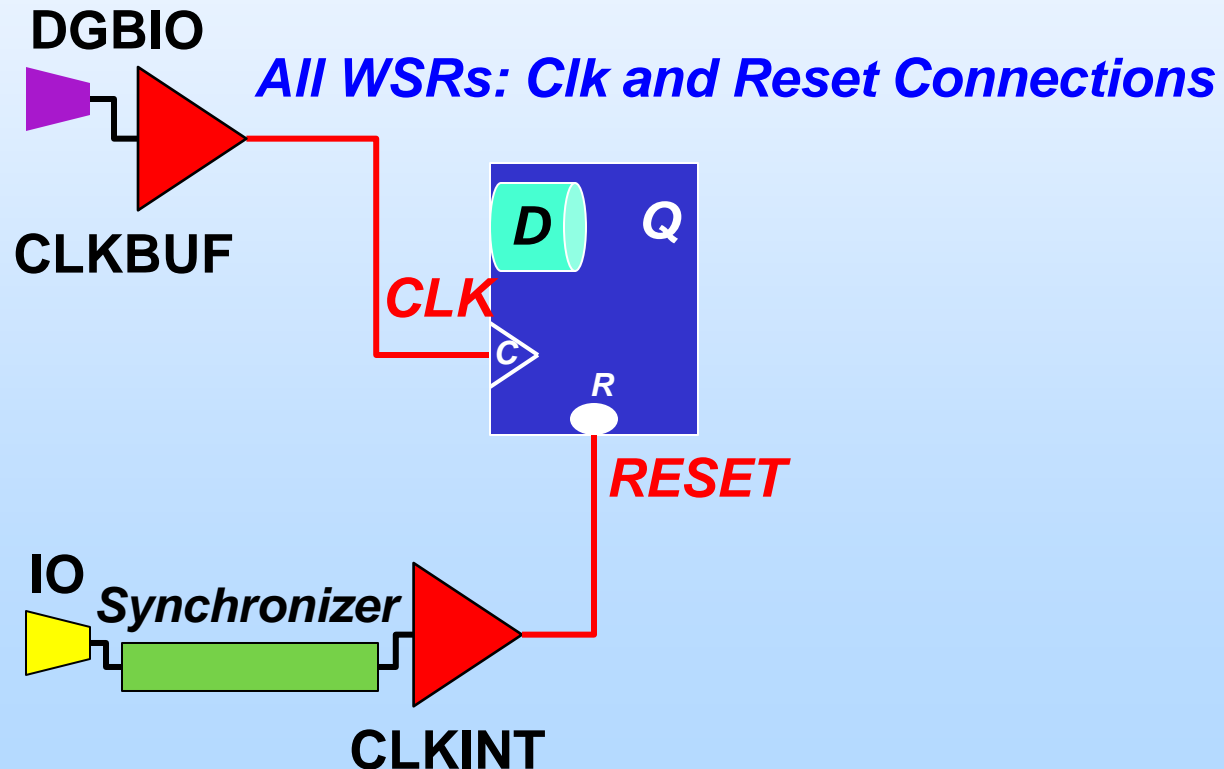 DGBIO
All WSRs: Clk and Reset Connections
D
Q
CLKBUF
CLK
C
R
RESET
IO
Synchronizer
CLKINT